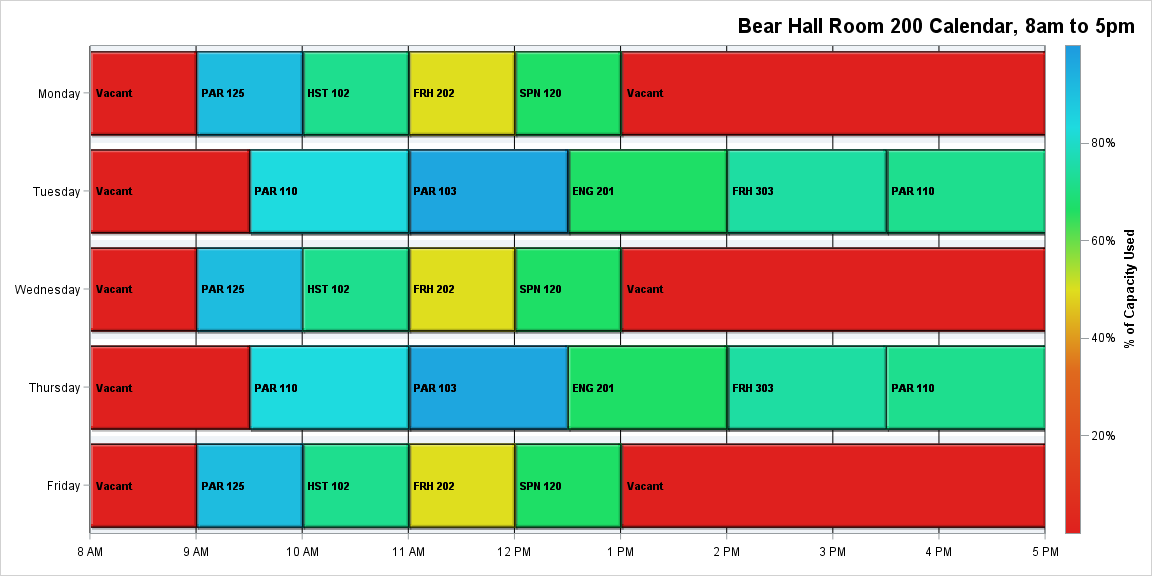 Bear Hall Room 200 Calendar, 8am to 5pm
Monday
Vacant
PAR 125
HST 102
FRH 202
SPN 120
Vacant
Tuesday
Vacant
PAR 110
PAR 103
ENG 201
FRH 303
PAR 110
Wednesday
Vacant
PAR 125
HST 102
FRH 202
SPN 120
Vacant
Thursday
Vacant
PAR 110
PAR 103
ENG 201
FRH 303
PAR 110
Friday
Vacant
PAR 125
HST 102
FRH 202
SPN 120
Vacant
8 AM
9 AM
10 AM
11 AM
12 PM
1 PM
2 PM
3 PM
4 PM
5 PM
80%
60%
40%
20%
% of Capacity Used